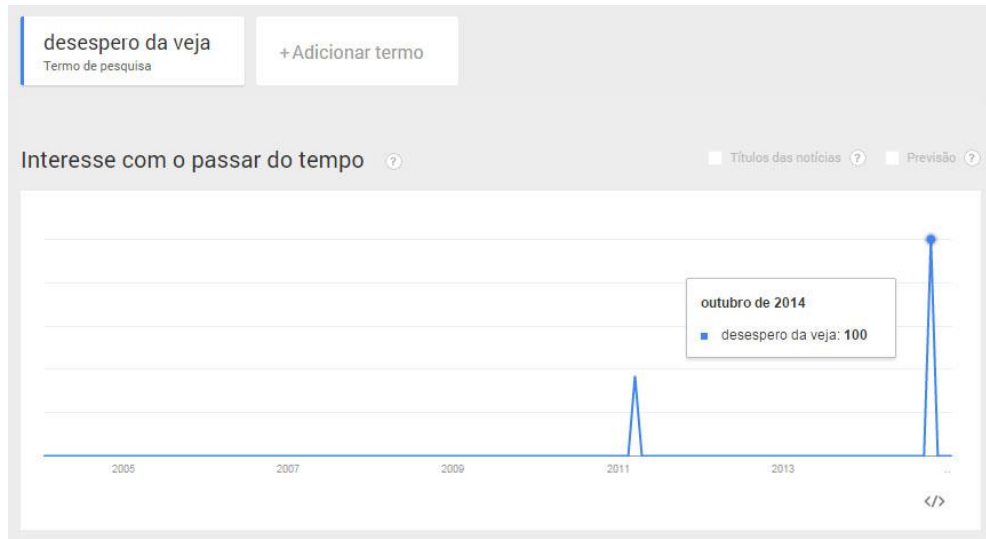 desespero da veja
Termo de pesquisa
+Adicionar termo
Interesse com o passar do tempo ?
Títulos das notícias ?
Previsão ?
outubro de 2014
desespero da veja: 100
2005
2007
2009
2011
2013
..
</>